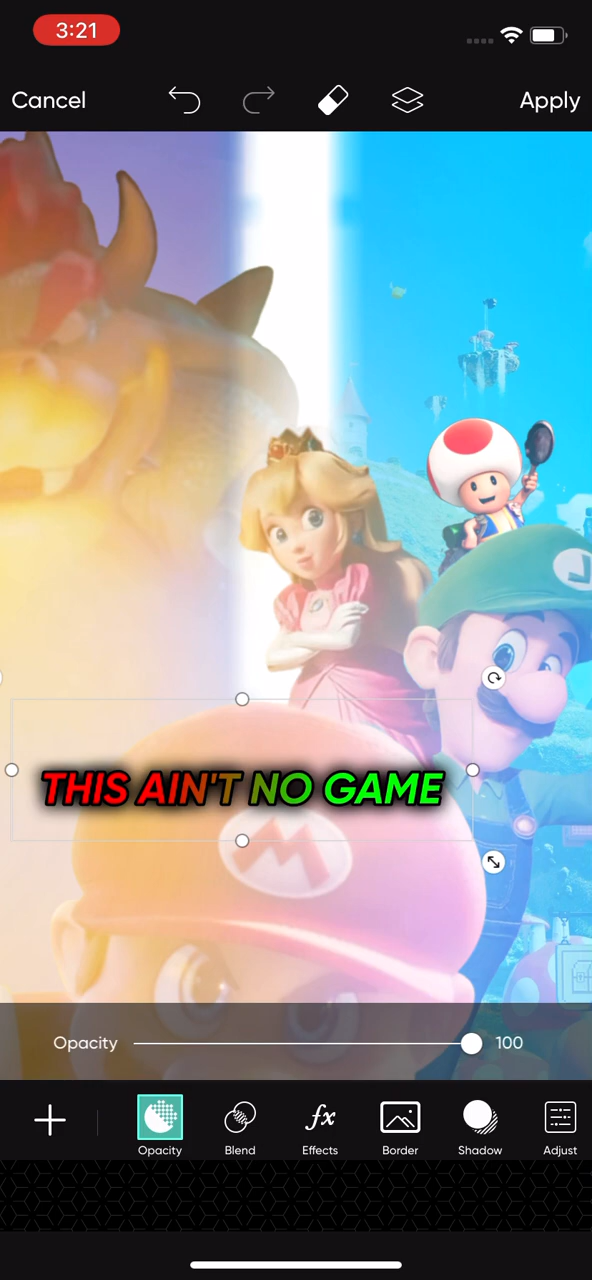 3:21
Cancel
Apply
THIS AIN'T NO GAME
Opacity 100
Opacity Blend Effects Border Shadow Adjust